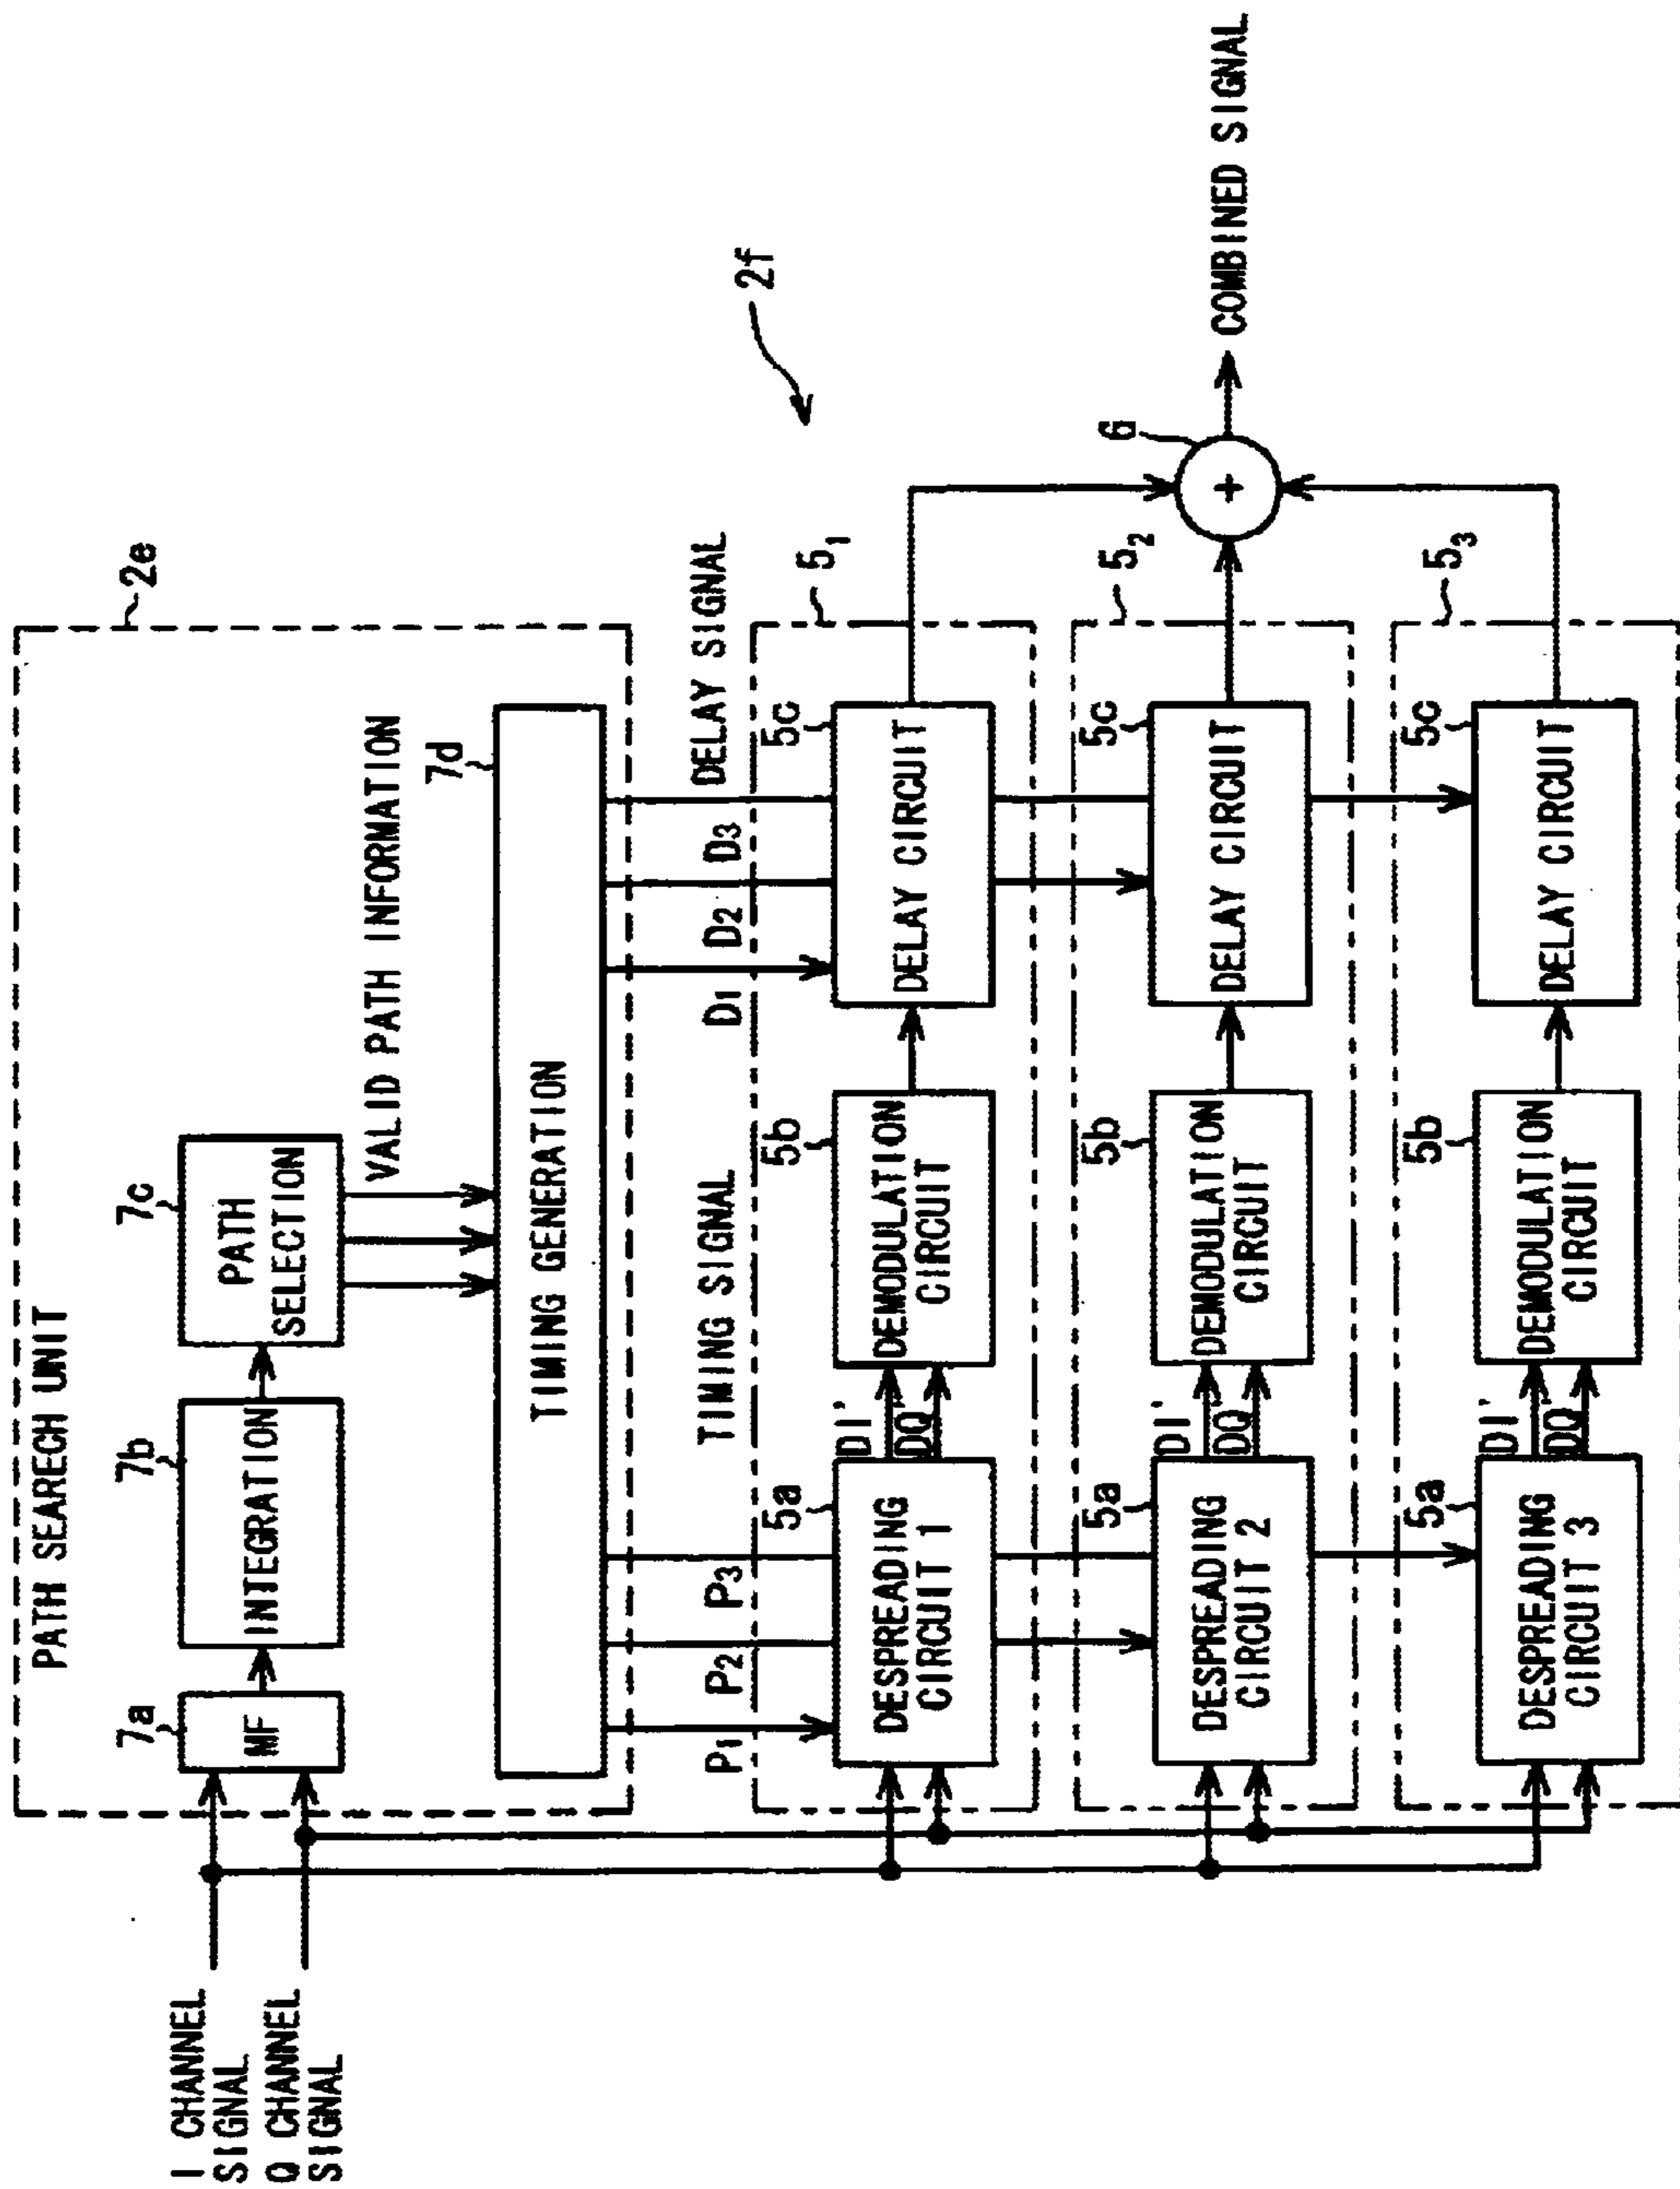 I CHANNEL
SIGNAL
Q CHANNEL
SIGNAL
PATH SEARECH UNIT
2e
7a
MF
7b
INTEGRATION
7c
PATH
SELECTION
VALID PATH INFORMATION
7d
TIMING GENERATION
P1
P2
P3
TIMING SIGNAL
D1
D2
D3
DELAY SIGNAL
2f
51
5a
DESPREADING
CIRCUIT 1
DI'
DQ'
5b
DEMODULATION
CIRCUIT
5c
DELAY CIRCUIT
52
5a
DESPREADING
CIRCUIT 2
DI'
DQ'
5b
DEMODULATION
CIRCUIT
5c
DELAY CIRCUIT
53
5a
DESPREADING
CIRCUIT 3
DI'
DQ'
5b
DEMODULATION
CIRCUIT
5c
DELAY CIRCUIT
6
+
COMBINED SIGNAL